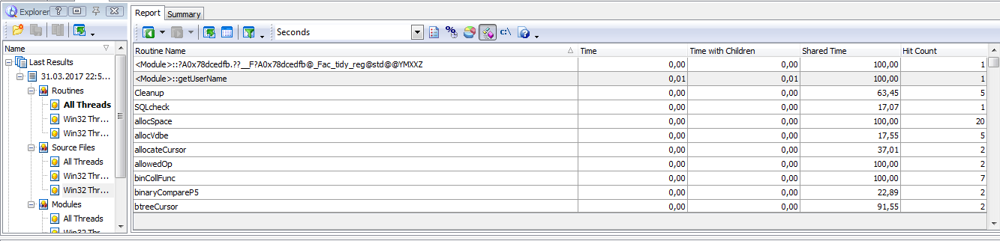 Explorer
Report Summary
Seconds
c:\
Name
Last Results
31.03.2017 22:5...
Routines
All Threads
Win32 Thr...
Win32 Thr...
Source Files
All Threads
Win32 Thr...
Win32 Thr...
Modules
All Threads
Win32 Thr...
Routine Name Time Time with Children Shared Time Hit Count
<Module>::?A0x78dcedfb.??__F?A0x78dcedfb@_Fac_tidy_reg@std@@YMXXZ 0,00 0,00 100,00 1
<Module>::getUserName 0,01 0,01 100,00 1
Cleanup 0,00 0,00 63,45 5
SQLcheck 0,00 0,00 17,07 1
allocSpace 0,00 0,00 100,00 20
allocVdbe 0,00 0,00 17,55 5
allocateCursor 0,00 0,00 37,01 2
allowedOp 0,00 0,00 100,00 2
binCollFunc 0,00 0,00 100,00 7
binaryCompareP5 0,00 0,00 22,89 2
btreeCursor 0,00 0,00 91,55 2